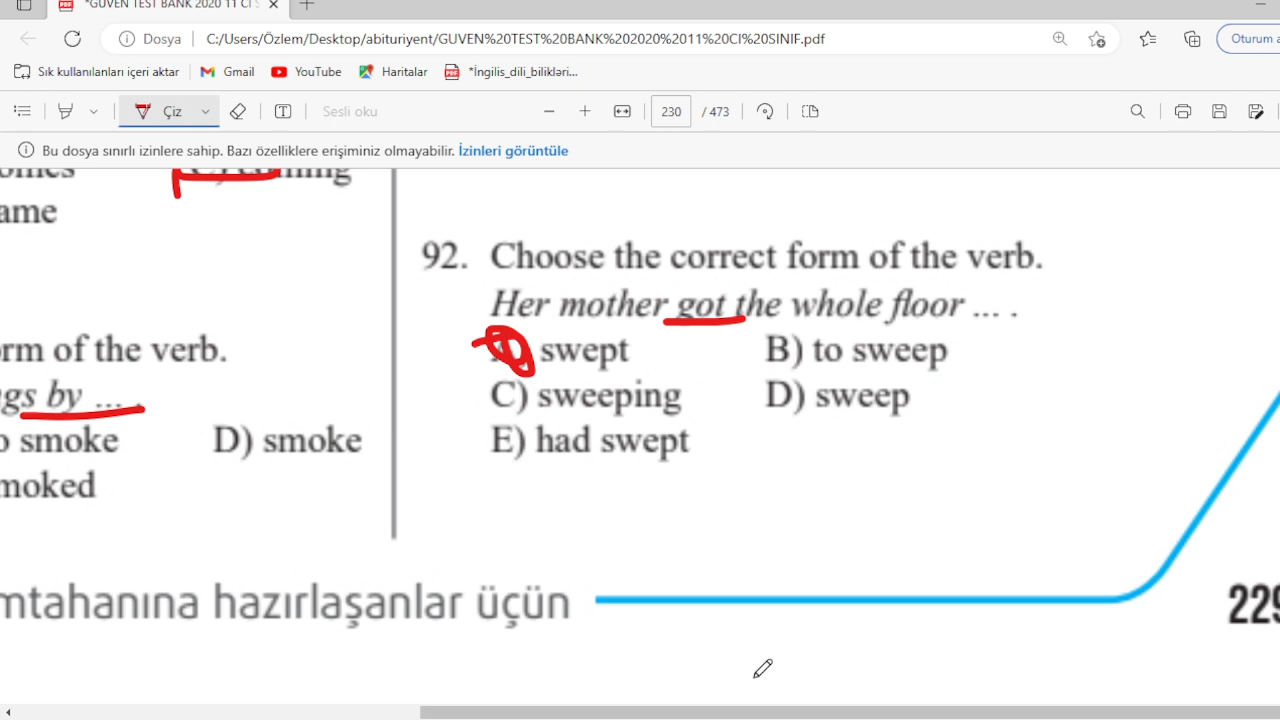 *GUVEN TEST BANK 2020 11 CI S
Dosya
C:/Users/Özlem/Desktop/abituriyent/GUVEN%20TEST%20BANK%202020%2011%20CI%20SINIF.pdf
Oturum a
Sık kullanılanları içeri aktar
Gmail
YouTube
Haritalar
*İngilis_dili_bilikləri...
Çiz
Sesli oku
230
/ 473
Bu dosya sınırlı izinlere sahip. Bazı özelliklere erişiminiz olmayabilir. İzinleri görüntüle
omes
C) coming
ame
rm of the verb.
gs by ... .
o smoke
D) smoke
moked
92. Choose the correct form of the verb.
Her mother got the whole floor ... .
A) swept
B) to sweep
C) sweeping
D) sweep
E) had swept
mtahanına hazırlaşanlar üçün
229